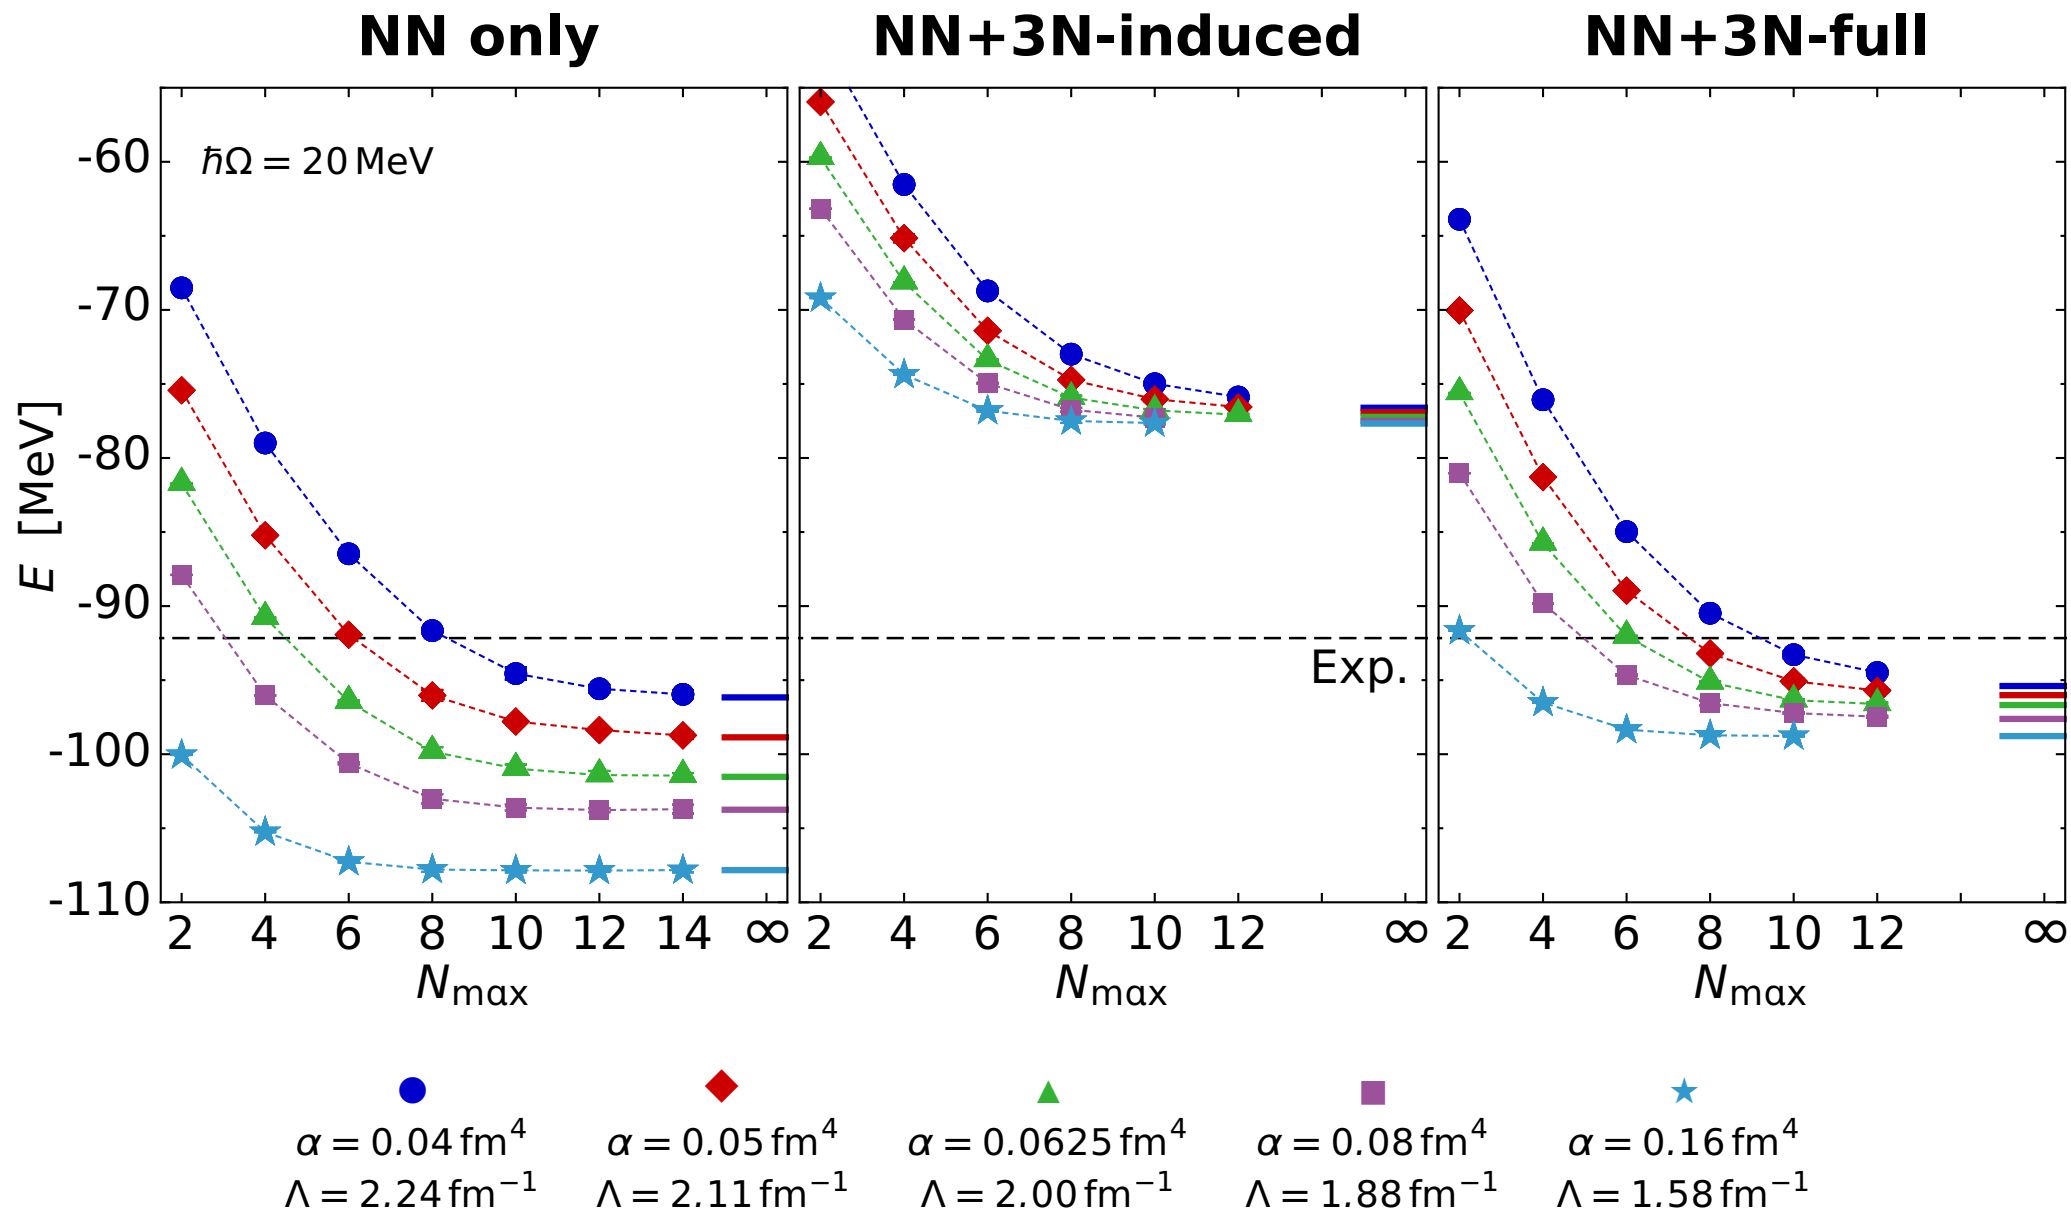 NN only NN+3N-induced NN+3N-full
ħΩ = 20 MeV
-60
-70
-80
-90
-100
-110
E [MeV]
Exp.
2 4 6 8 10 12 14 ∞ 2 4 6 8 10 12 ∞ 2 4 6 8 10 12 ∞
N_max N_max N_max
α = 0.04 fm⁴ α = 0.05 fm⁴ α = 0.0625 fm⁴ α = 0.08 fm⁴ α = 0.16 fm⁴
Λ = 2.24 fm⁻¹ Λ = 2.11 fm⁻¹ Λ = 2.00 fm⁻¹ Λ = 1.88 fm⁻¹ Λ = 1.58 fm⁻¹